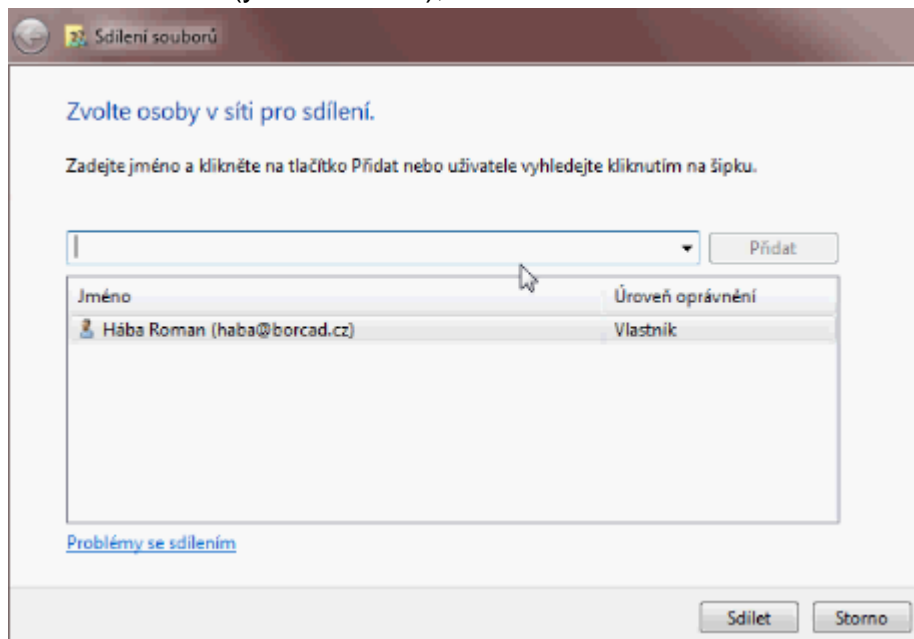 Sdílení souborů
Zvolte osoby v síti pro sdílení.
Zadejte jméno a klikněte na tlačítko Přidat nebo uživatele vyhledejte kliknutím na šipku.
Přidat
Jméno Úroveň oprávnění
Hába Roman (haba@borcad.cz) Vlastník
Problémy se sdílením
Sdílet Storno